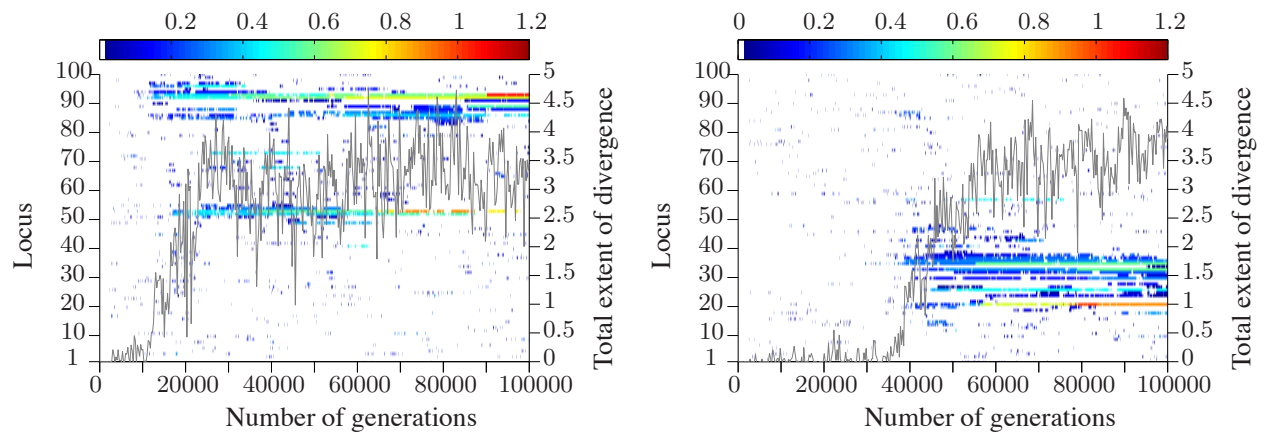 0.2 0.4 0.6 0.8 1 1.2
100 90 80 70 60 50 40 30 20 10 1
Locus
5 4.5 4 3.5 3 2.5 2 1.5 1 0.5 0
Total extent of divergence
0 20000 40000 60000 80000 100000
Number of generations
0 0.2 0.4 0.6 0.8 1 1.2
100 90 80 70 60 50 40 30 20 10 1
Locus
5 4.5 4 3.5 3 2.5 2 1.5 1 0.5 0
Total extent of divergence
0 20000 40000 60000 80000 100000
Number of generations